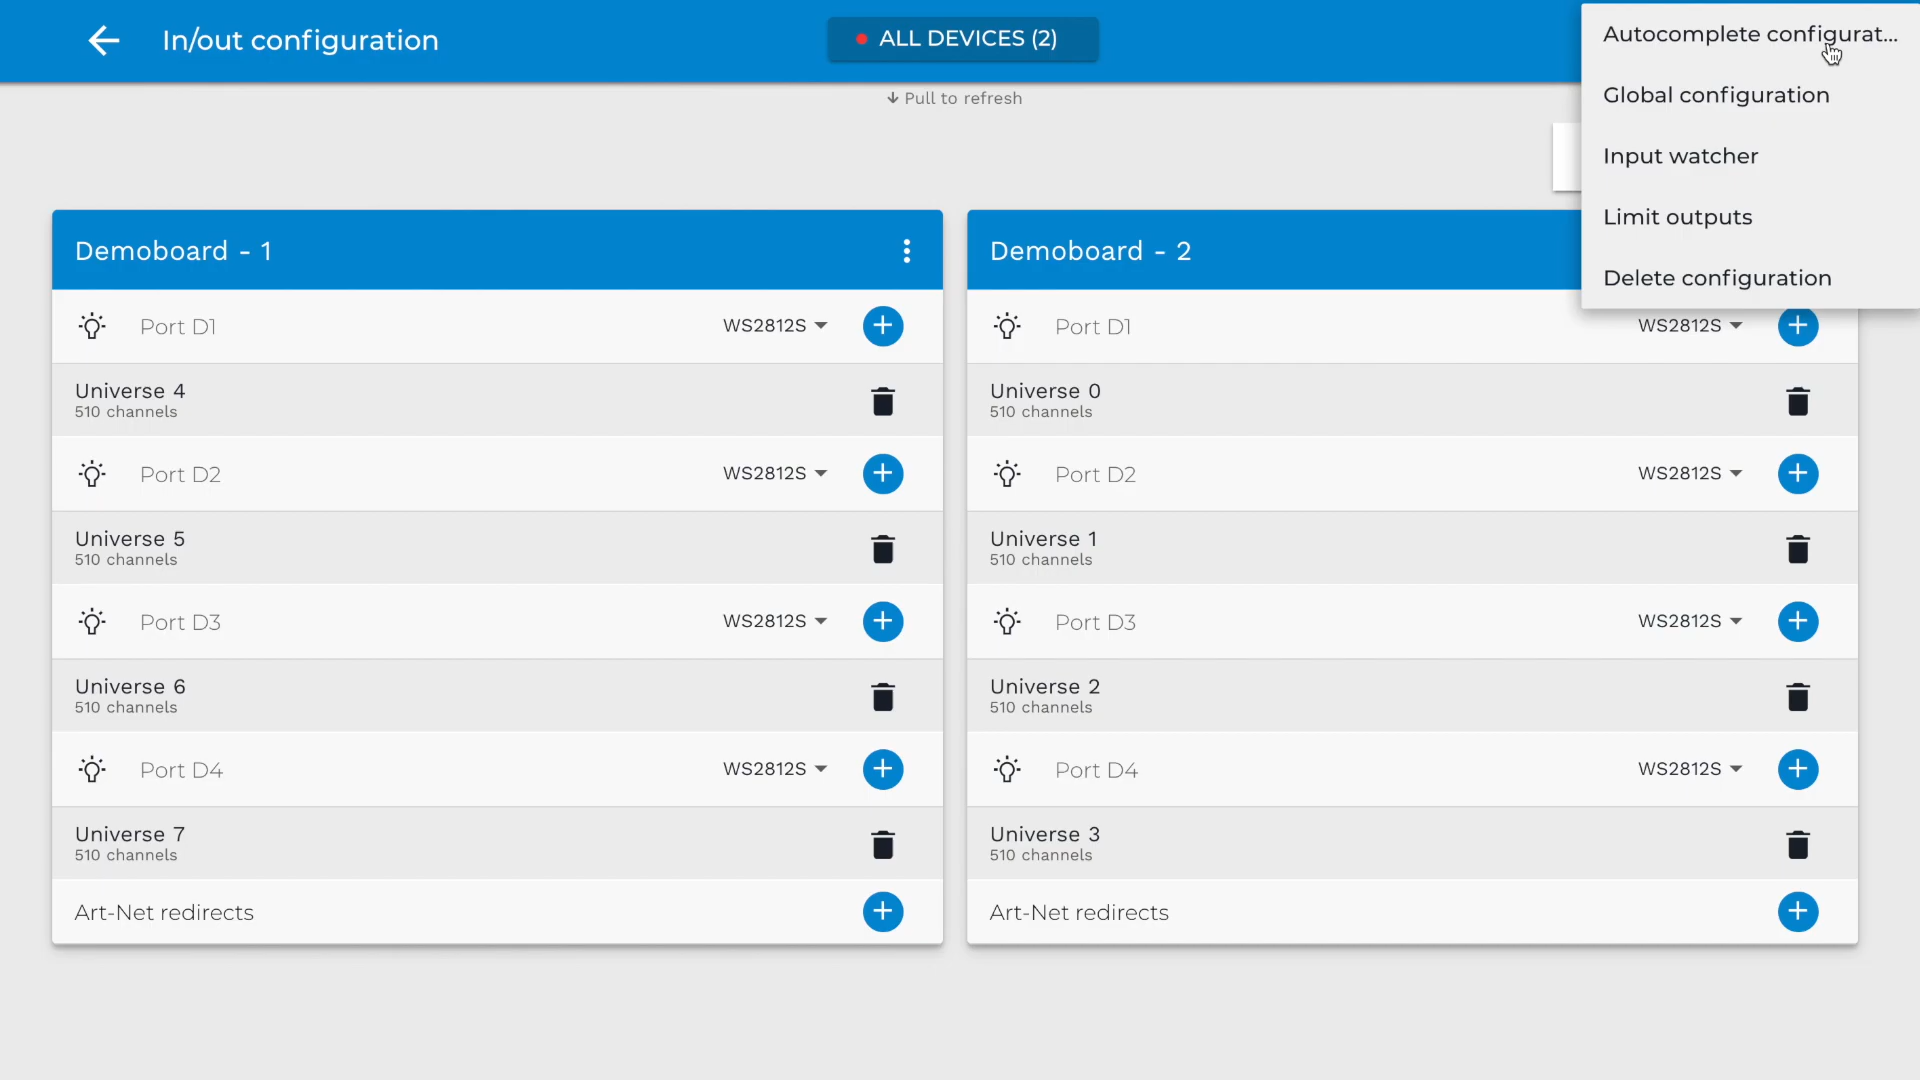 In/out configuration
ALL DEVICES (2)
Autocomplete configurat...
Global configuration
Input watcher
Limit outputs
Delete configuration
Pull to refresh
Demoboard - 1
Port D1
WS2812S
Universe 4
510 channels
Port D2
WS2812S
Universe 5
510 channels
Port D3
WS2812S
Universe 6
510 channels
Port D4
WS2812S
Universe 7
510 channels
Art-Net redirects
Demoboard - 2
Port D1
WS2812S
Universe 0
510 channels
Port D2
WS2812S
Universe 1
510 channels
Port D3
WS2812S
Universe 2
510 channels
Port D4
WS2812S
Universe 3
510 channels
Art-Net redirects